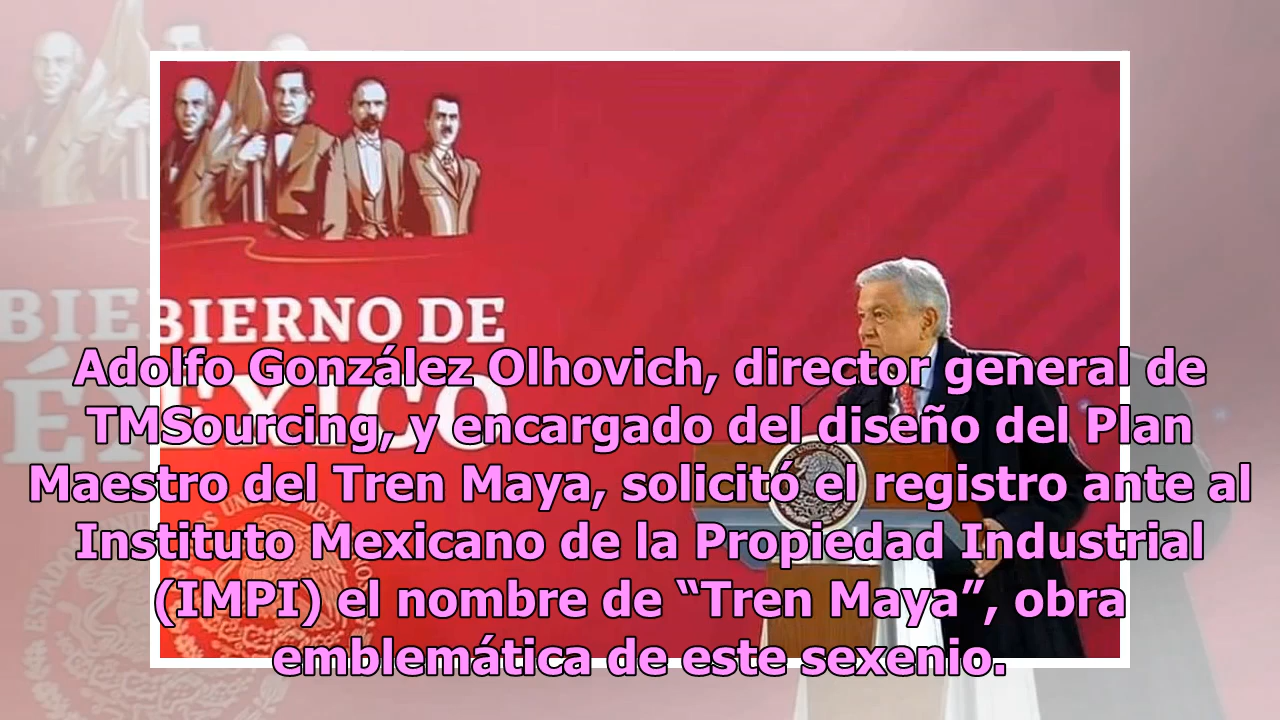 BIERNO DE
MÉXICO
Adolfo González Olhovich, director general de
TMSourcing, y encargado del diseño del Plan
Maestro del Tren Maya, solicitó el registro ante al
Instituto Mexicano de la Propiedad Industrial
(IMPI) el nombre de “Tren Maya”, obra
emblemática de este sexenio.